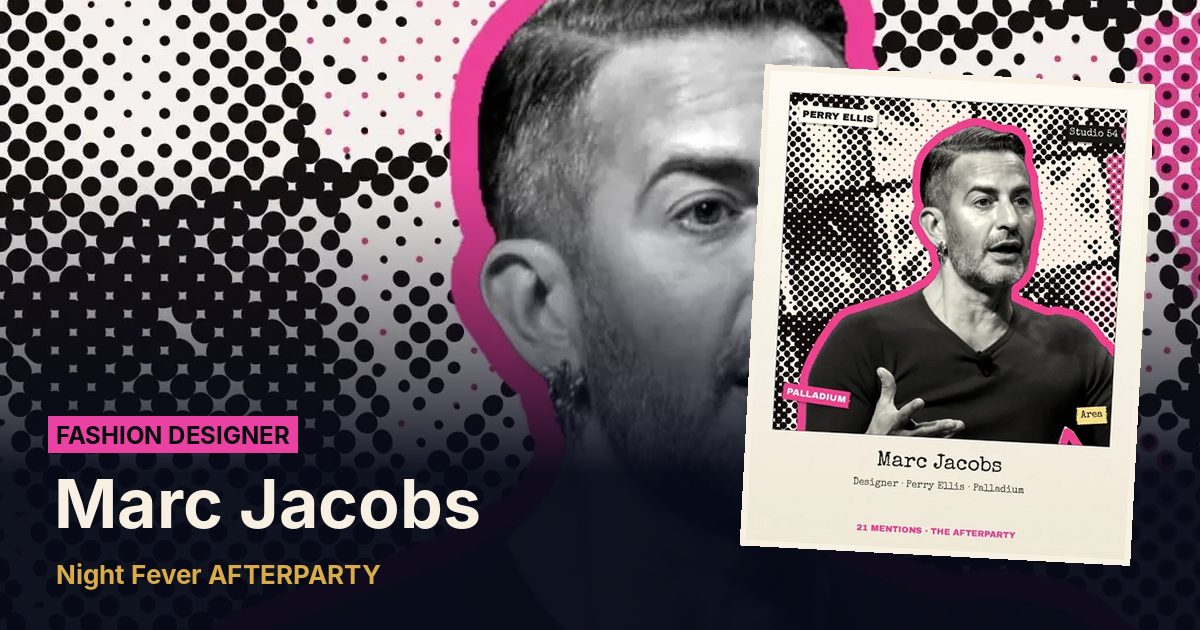 FASHION DESIGNER
Marc Jacobs
Night Fever AFTERPARTY
PERRY ELLIS
Studio 54
PALLADIUM
Area
Marc Jacobs
Designer · Perry Ellis · Palladium
21 MENTIONS · THE AFTERPARTY